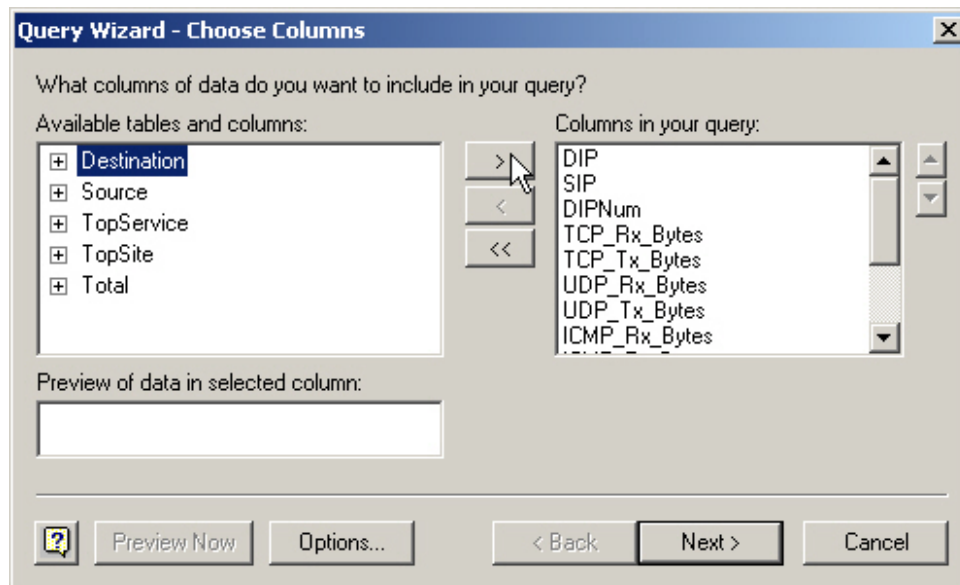 Query Wizard - Choose Columns
What columns of data do you want to include in your query?
Available tables and columns:
Destination
Source
TopService
TopSite
Total
>
<
<<
Columns in your query:
DIP
SIP
DIPNum
TCP_Rx_Bytes
TCP_Tx_Bytes
UDP_Rx_Bytes
UDP_Tx_Bytes
ICMP_Rx_Bytes
Preview of data in selected column:
? Preview Now Options... < Back Next > Cancel